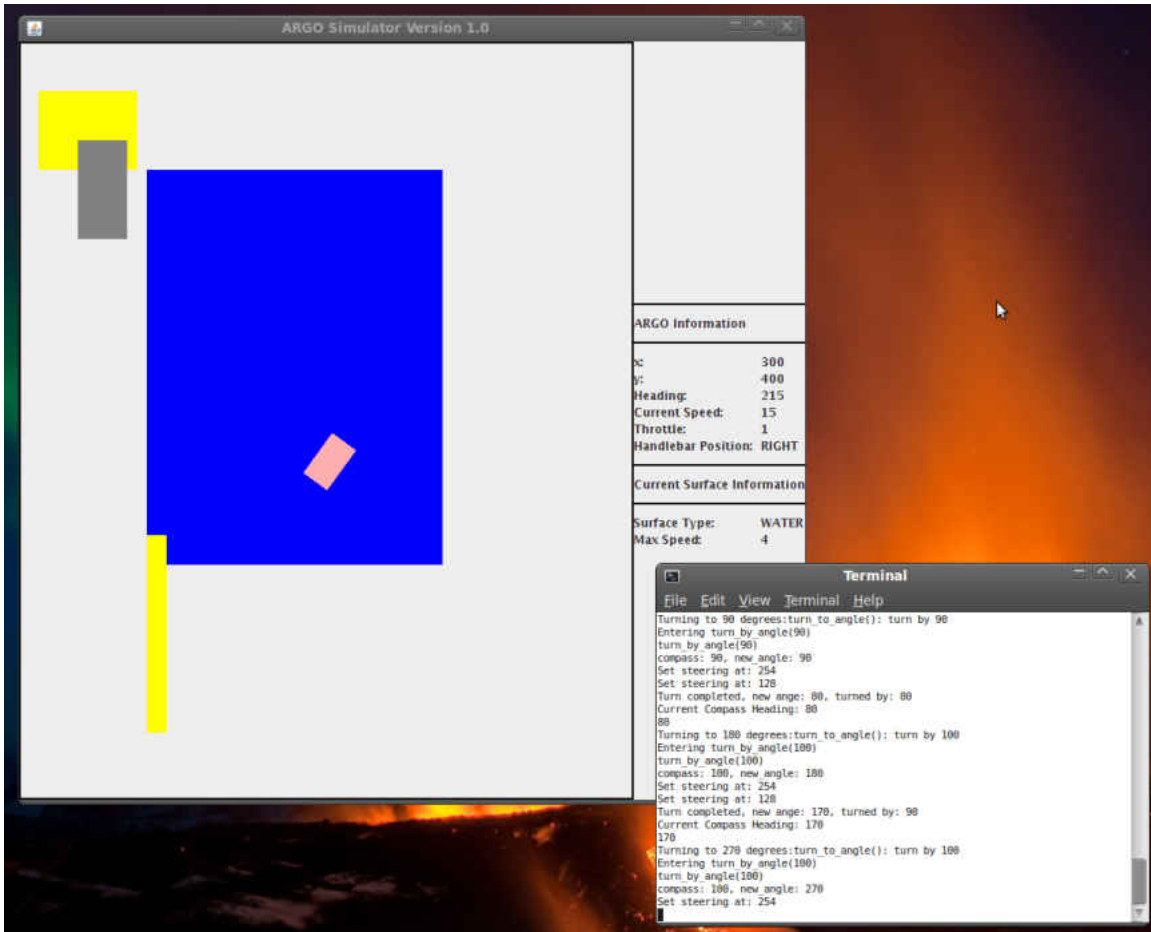 ARGO Simulator Version 1.0
ARGO Information
x: 300
y: 400
Heading: 215
Current Speed: 15
Throttle: 1
Handlebar Position: RIGHT
Current Surface Information
Surface Type: WATER
Max Speed: 4
Terminal
File Edit View Terminal Help
Turning to 90 degrees:turn_to_angle(): turn by 90
Entering turn_by_angle(90)
turn_by_angle(90)
compass: 90, new_angle: 90
Set steering at: 254
Set steering at: 128
Turn completed, new ange: 80, turned by: 80
Current Compass Heading: 80
80
Turning to 180 degrees:turn_to_angle(): turn by 100
Entering turn_by_angle(100)
turn_by_angle(100)
compass: 100, new_angle: 180
Set steering at: 254
Set steering at: 128
Turn completed, new ange: 170, turned by: 90
Current Compass Heading: 170
170
Turning to 270 degrees:turn_to_angle(): turn by 100
Entering turn_by_angle(100)
turn_by_angle(100)
compass: 100, new_angle: 270
Set steering at: 254